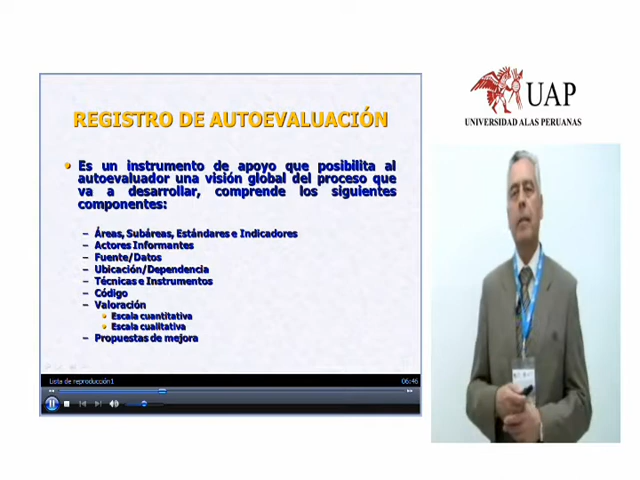 UAP
UNIVERSIDAD ALAS PERUANAS
REGISTRO DE AUTOEVALUACIÓN
Es un instrumento de apoyo que posibilita al
autoevaluador una visión global del proceso que
va a desarrollar, comprende los siguientes
componentes:
– Áreas, Subáreas, Estándares e Indicadores
– Actores Informantes
– Fuente/Datos
– Ubicación/Dependencia
– Técnicas e Instrumentos
– Código
– Valoración
Escala cuantitativa
Escala cualitativa
– Propuestas de mejora
Lista de reproducción1
06:46